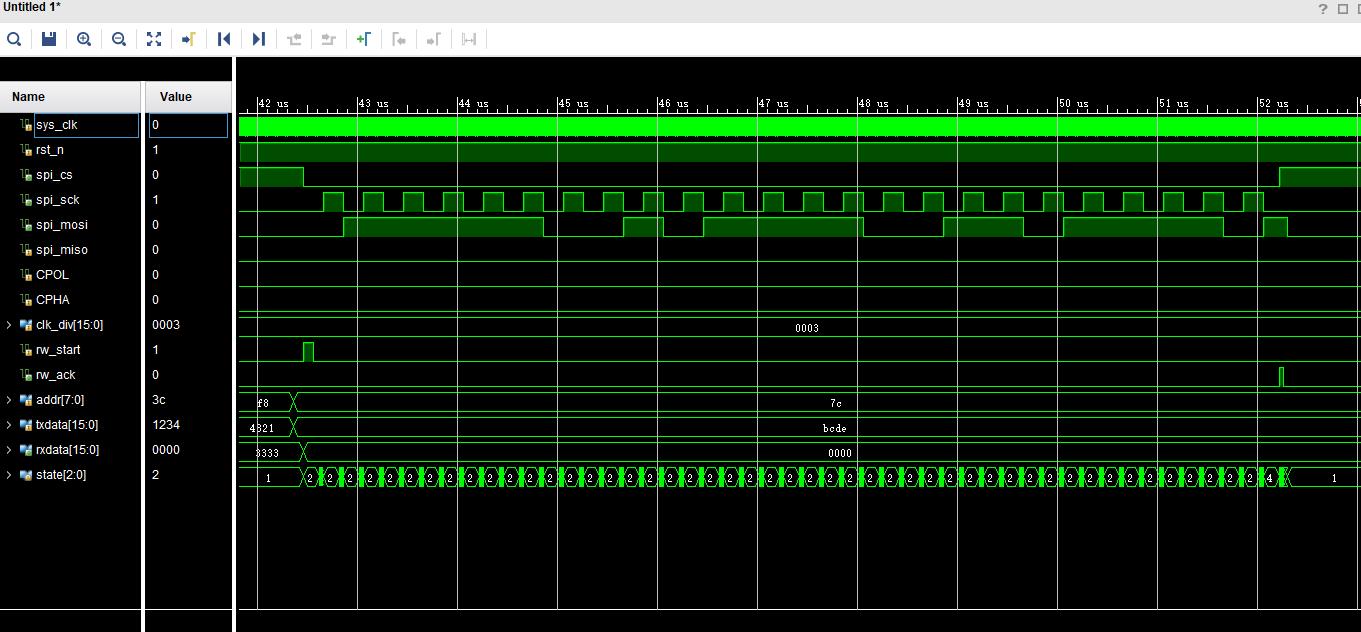 Untitled 1*
Name Value
42 us 43 us 44 us 45 us 46 us 47 us 48 us 49 us 50 us 51 us 52 us
sys_clk 0
rst_n 1
spi_cs 0
spi_sck 1
spi_mosi 0
spi_miso 0
CPOL 0
CPHA 0
clk_div[15:0] 0003 0003
rw_start 1
rw_ack 0
addr[7:0] 3c f8 7c
txdata[15:0] 1234 4321 bcde
rxdata[15:0] 0000 3333 0000
state[2:0] 2 1 2 2 2 2 2 2 2 2 2 2 2 2 2 2 2 2 2 2 2 2 2 2 2 2 2 2 2 2 2 2 2 2 2 2 2 2 2 2 2 2 2 2 2 2 2 2 2 2 4 1